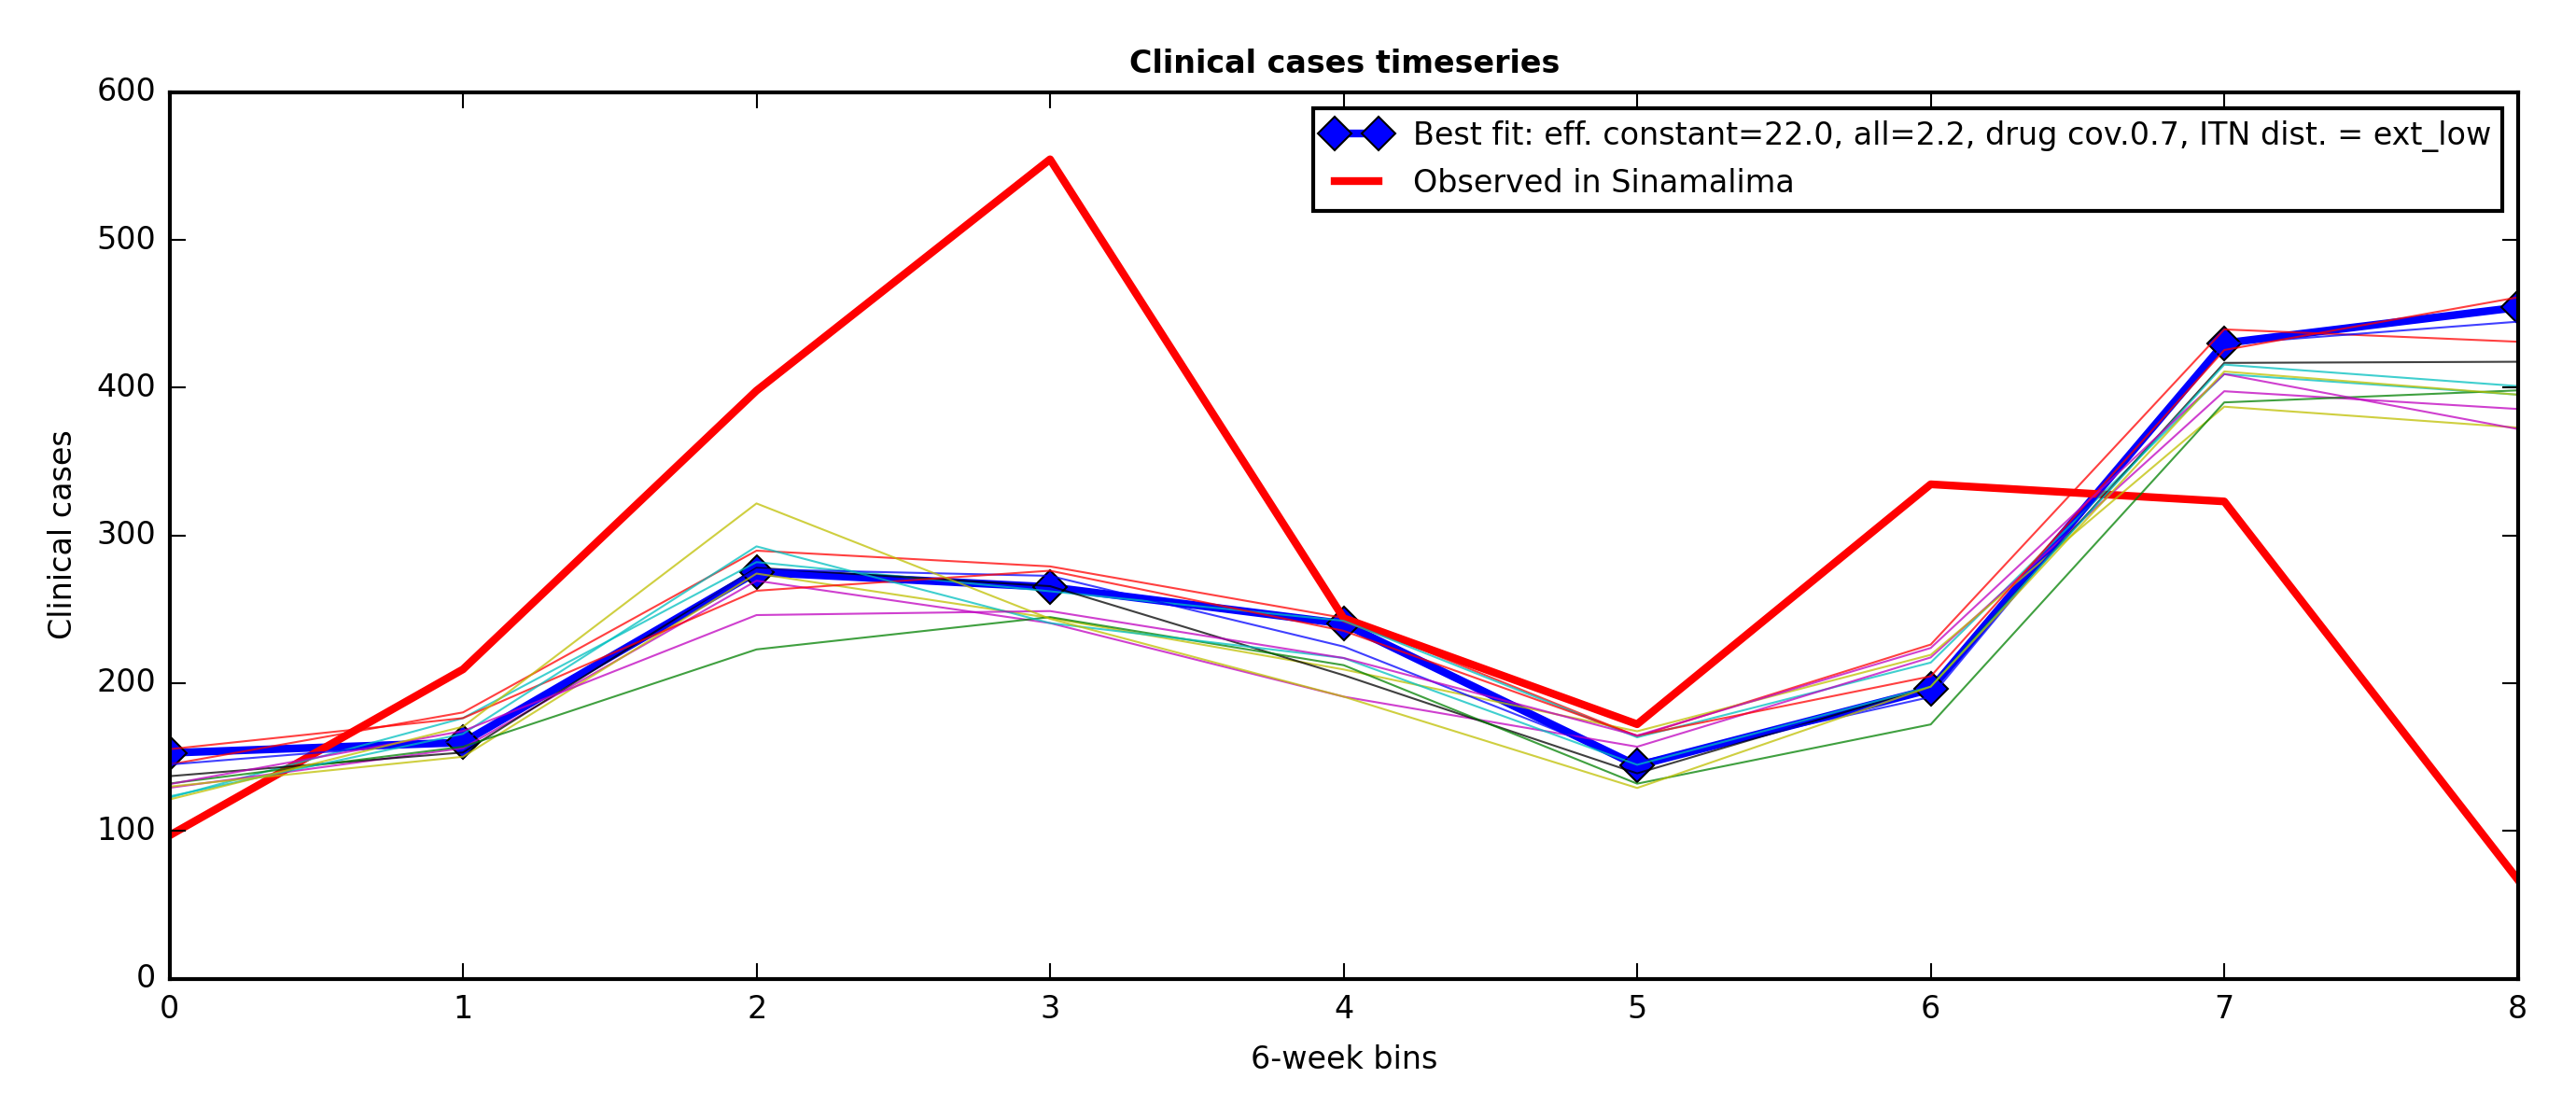 Clinical cases timeseries
Best fit: eff. constant=22.0, all=2.2, drug cov.0.7, ITN dist. = ext_low
Observed in Sinamalima
600
500
400
300
200
100
0
Clinical cases
0 1 2 3 4 5 6 7 8
6-week bins